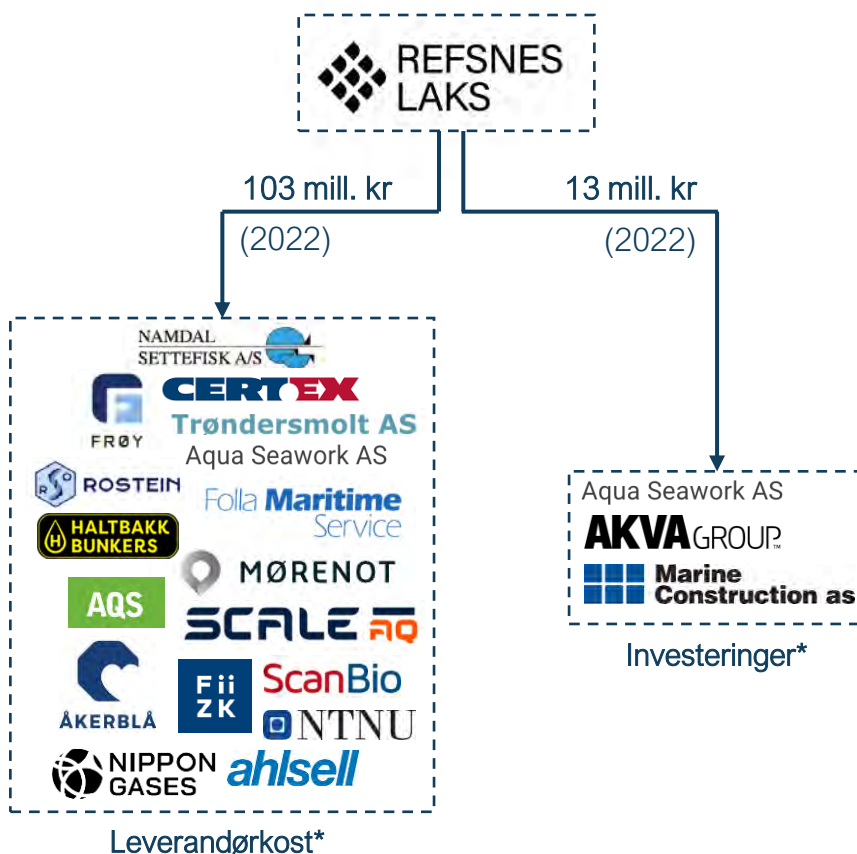 REFSNES
LAKS
103 mill. kr
(2022)
13 mill. kr
(2022)
NAMDAL
SETTEFISK A/S
FRØY
CERTEX
Trøndersmolt AS
Aqua Seawork AS
RSO
ROSTEIN
Folla Maritime
Service
H
HALTBAKK
BUNKERS
MØRENOT
AQS
SCALE AQ
ÅKERBLÅ
Fii
ZK
ScanBio
NTNU
NIPPON
GASES
ahlsell
Leverandørkost*
Aqua Seawork AS
AKVA GROUP™
Marine
Construction as
Investeringer*